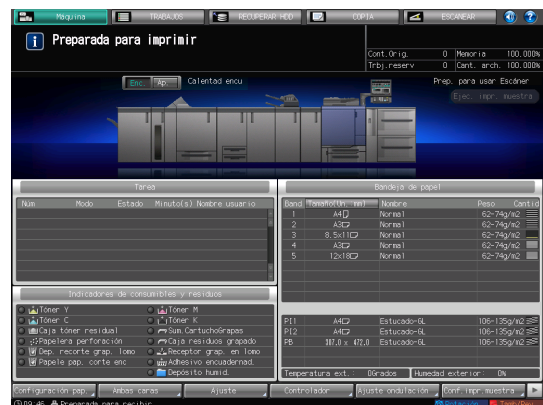 Máquina TRABAJOS RECUPERAR HDD COPIA ESCANEAR
Preparada para imprimir
Cont.Orig. 0 Memoria 100.000%
Trbj.reserv 0 Cant. arch. 100.000%
Enc. Ap. Calentad encu Prep. para usar Escáner
Ejec. impr. muestra
Tarea
Núm Modo Estado Minuto(s) Nombre usuario
Bandeja de papel
Band Tamaño(Un. mm) Nombre Peso Cantid
1 A4 Normal 62-74g/m2
2 A3 Normal 62-74g/m2
3 8.5x11 Normal 62-74g/m2
4 A3 Normal 62-74g/m2
5 12x18 Normal 62-74g/m2
PI1 A4 Estucado-GL 106-135g/m2
PI2 A4 Estucado-GL 106-135g/m2
PB Estucado-GL 106-135g/m2
Indicadores de consumibles y residuos
Tóner Y Tóner M
Tóner C Tóner K
Caja tóner residual Sum.CartuchoGrapas
Papelera perforación Caja residuos grapado
Dep. recorte grap. lomo Receptor grap. en lomo
Papele pap. corte enc Adhesivo encuadernad.
Depósito humid.
Temperatura ext. : 0Grados Humedad exterior: 0%
Configuración pap. Ambas caras Ajuste Controlador Ajuste ondulación Conf.impr.muestra
09:46 Preparada para recibir Rotación